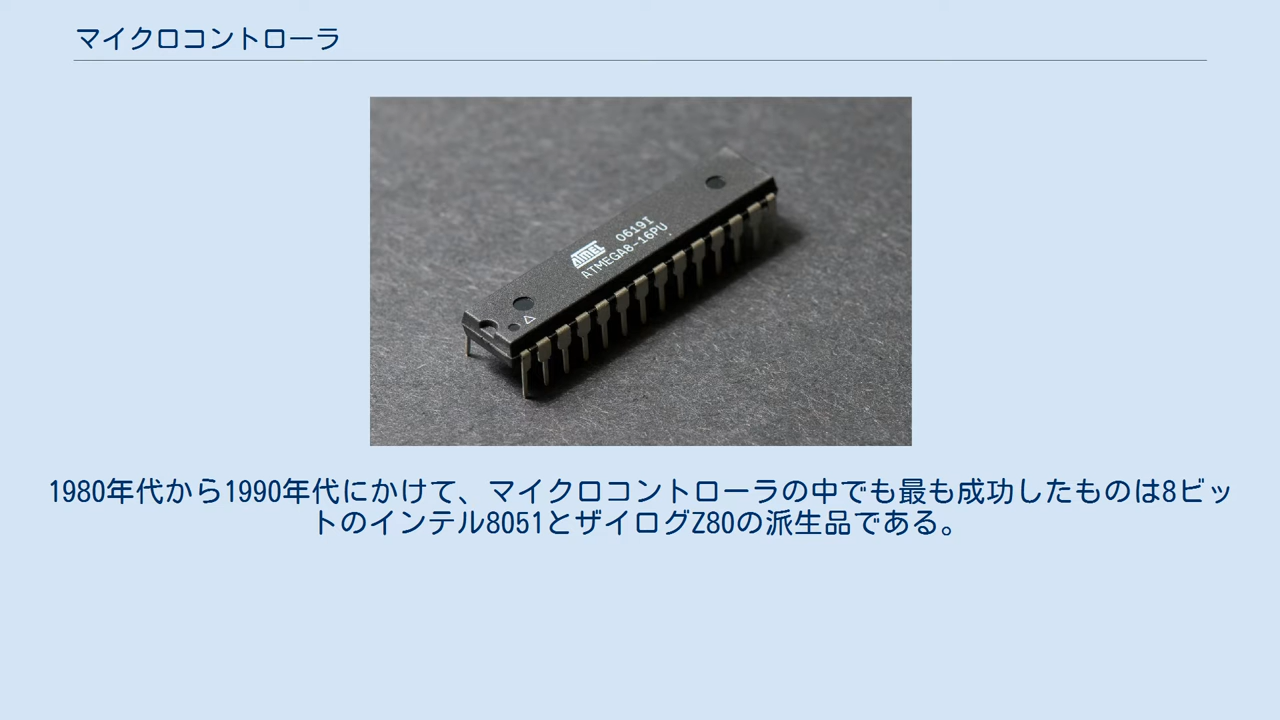 マイクロコントローラ
ATMEL 0619I
ATMEGA8-16PU
1980年代から1990年代にかけて、マイクロコントローラの中でも最も成功したものは8ビッ
トのインテル8051とザイログZ80の派生品である。